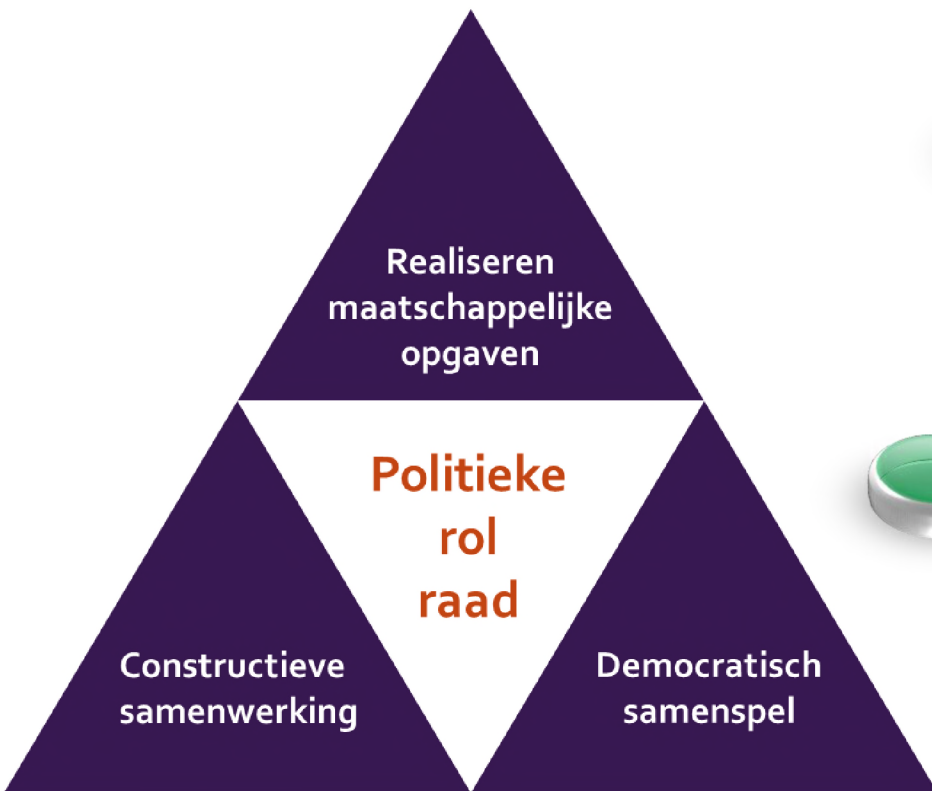 Realiseren
maatschappelijke
opgaven
Politieke
rol
raad
Constructieve
samenwerking
Democratisch
samenspel